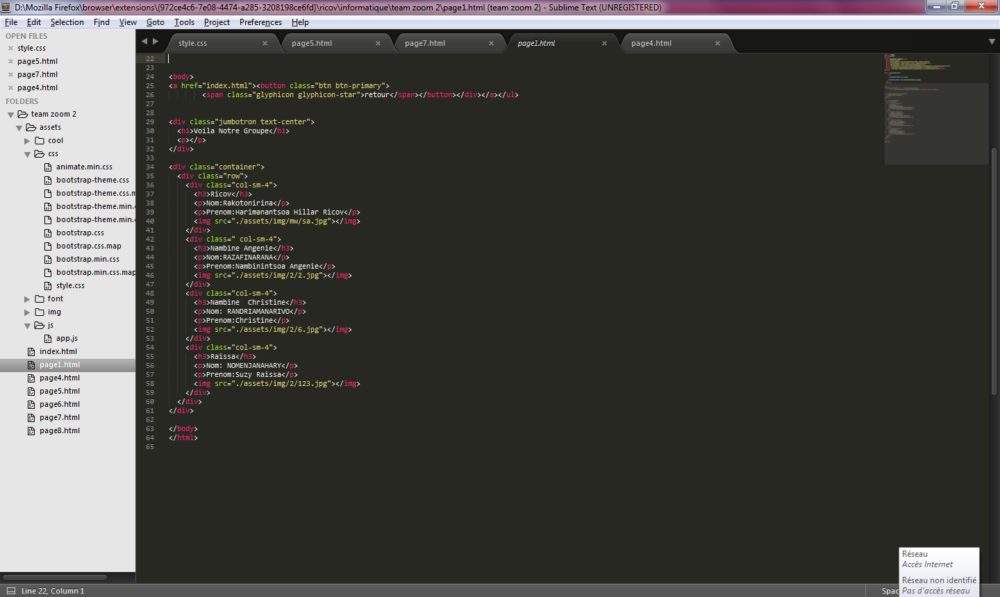 D:\Mozilla Firefox\browser\extensions\{972ce4c6-7e08-4474-a285-3208198ce6fd}\ricov\informatique\team zoom 2\page1.html (team zoom 2) - Sublime Text (UNREGISTERED)
File Edit Selection Find View Goto Tools Project Preferences Help
OPEN FILES
style.css
page5.html
page7.html
page4.html
FOLDERS
team zoom 2
assets
cool
css
animate.min.css
bootstrap-theme.css
bootstrap-theme.css.m
bootstrap-theme.min.c
bootstrap-theme.min.c
bootstrap.css
bootstrap.css.map
bootstrap.min.css
bootstrap.min.css.map
style.css
font
img
js
app.js
index.html
page1.html
page4.html
page5.html
page6.html
page7.html
page8.html
style.css page5.html page7.html page1.html page4.html
22
23
24 <body>
25 <a href="index.html"><button class="btn btn-primary">
26 <span class="glyphicon glyphicon-star">retour</span></button></div></a></ul>
27
28
29 <div class="jumbotron text-center">
30 <h1>Voila Notre Groupe</h1>
31 <p></p>
32 </div>
33
34 <div class="container">
35 <div class="row">
36 <div class="col-sm-4">
37 <h3>Ricov</h3>
38 <p>Nom:Rakotonirina</p>
39 <p>Prenom:Harimanantsoa Hillar Ricov</p>
40 <img src="./assets/img/mw/sa.jpg"></img>
41 </div>
42 <div class=" col-sm-4">
43 <h3>Nambine Angenie</h3>
44 <p>Nom:RAZAFINARANA</p>
45 <p>Prenom:Nambinintsoa Angenie</p>
46 <img src="./assets/img/2/2.jpg"></img>
47 </div>
48 <div class="col-sm-4">
49 <h3>Nambine  Christine</h3>
50 <p>Nom: RANDRIAMANARIVO</p>
51 <p>Prenom:Christine</p>
52 <img src="./assets/img/2/6.jpg"></img>
53 </div>
54 <div class="col-sm-4">
55 <h3>Raissa</h3>
56 <p>Nom: NOMENJANAHARY</p>
57 <p>Prenom:Suzy Raissa</p>
58 <img src="./assets/img/2/123.jpg"></img>
59 </div>
60 </div>
61 </div>
62
63 </body>
64 </html>
65
Réseau
Accès Internet
Réseau non identifié
Pas d'accès réseau
Line 22, Column 1
Spac